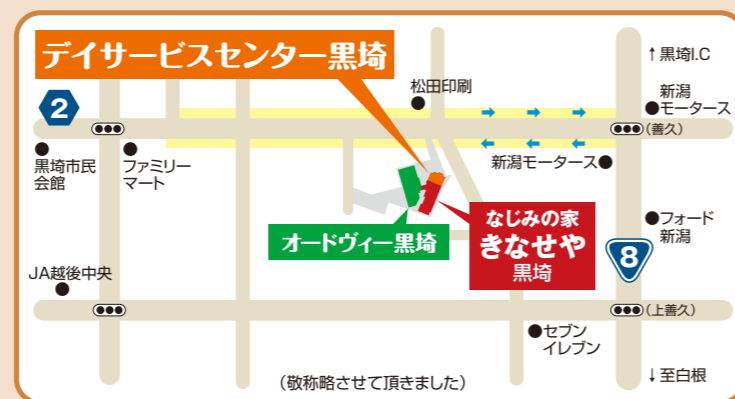 デイサービスセンター黒埼
↑黒埼I.C
松田印刷
新潟
モータース
2
(善久)
黒埼市民
会館
ファミリー
マート
新潟モータース
なじみの家
きなせや
黒埼
オードヴィー黒埼
フォード
新潟
8
JA越後中央
(上善久)
セブン
イレブン
(敬称略させて頂きました)
↓至白根